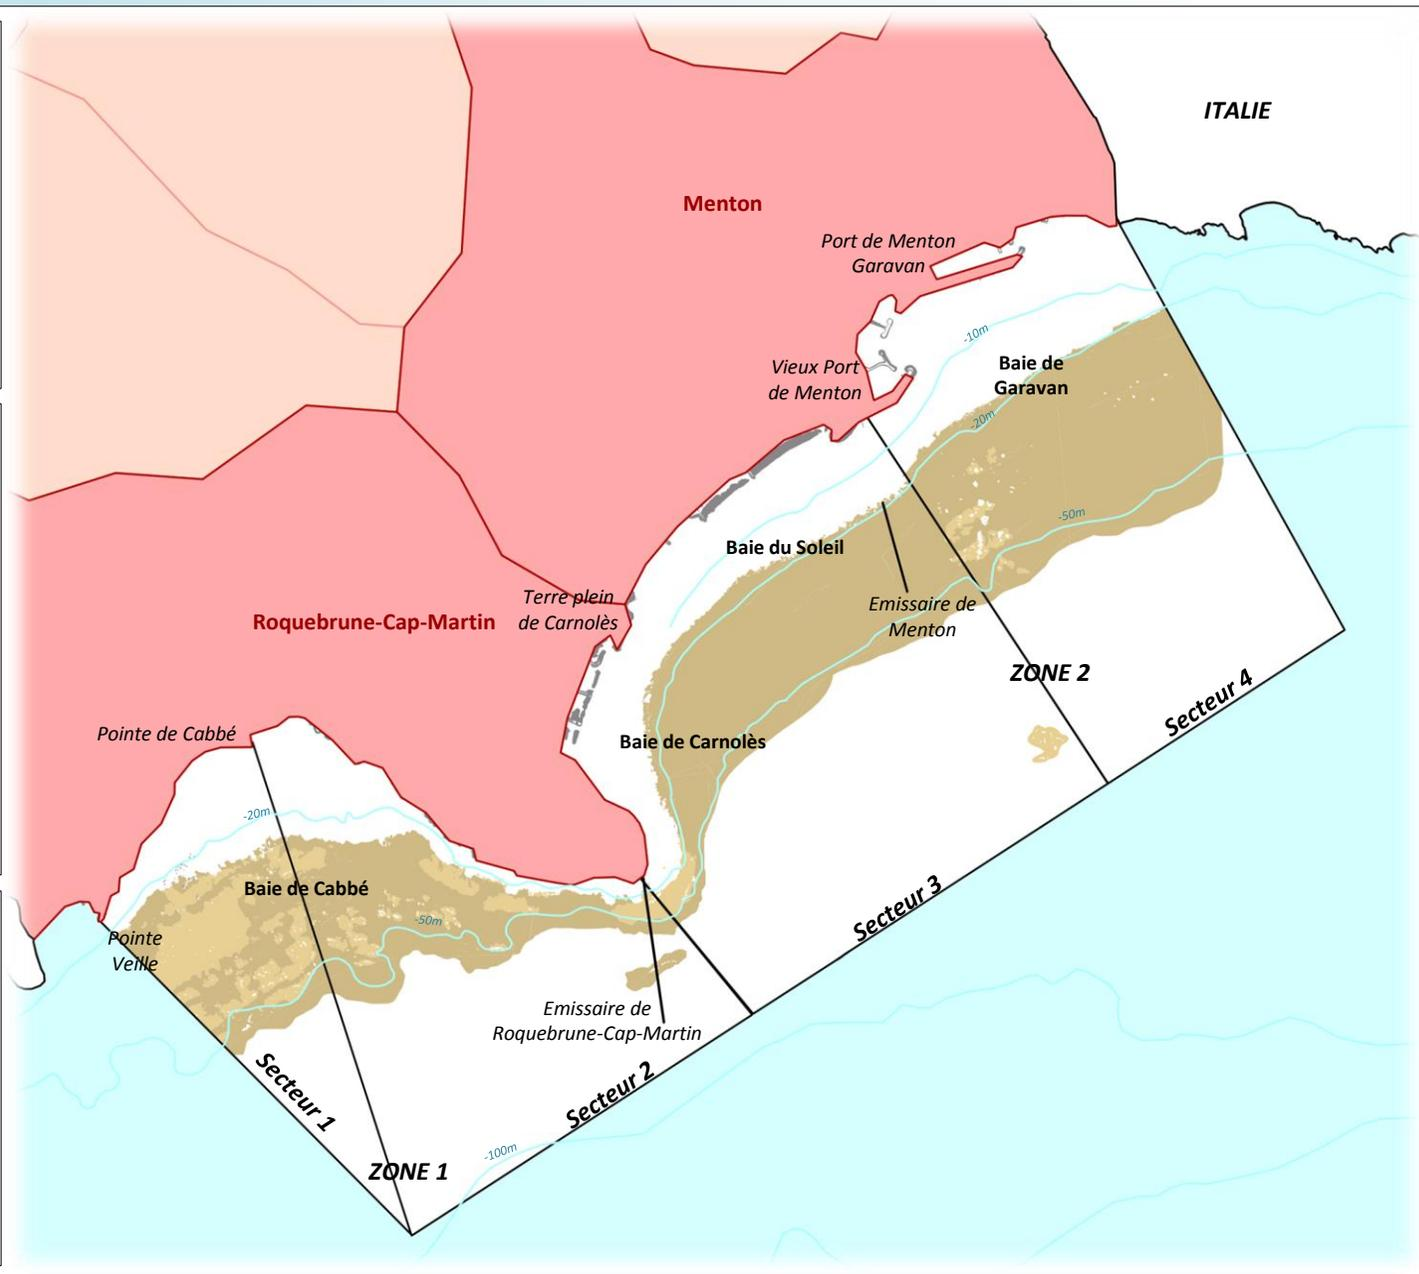 ITALIE
Menton
Port de Menton
Garavan
-10m
Vieux Port
de Menton
Baie de
Garavan
-20m
-50m
Baie du Soleil
Terre plein
de Carnolès
Emissaire de
Menton
Roquebrune-Cap-Martin
ZONE 2
Secteur 4
Pointe de Cabbé
Baie de Carnolès
-20m
Baie de Cabbé
-50m
Secteur 3
Pointe
Veille
Emissaire de
Roquebrune-Cap-Martin
Secteur 1
Secteur 2
-100m
ZONE 1